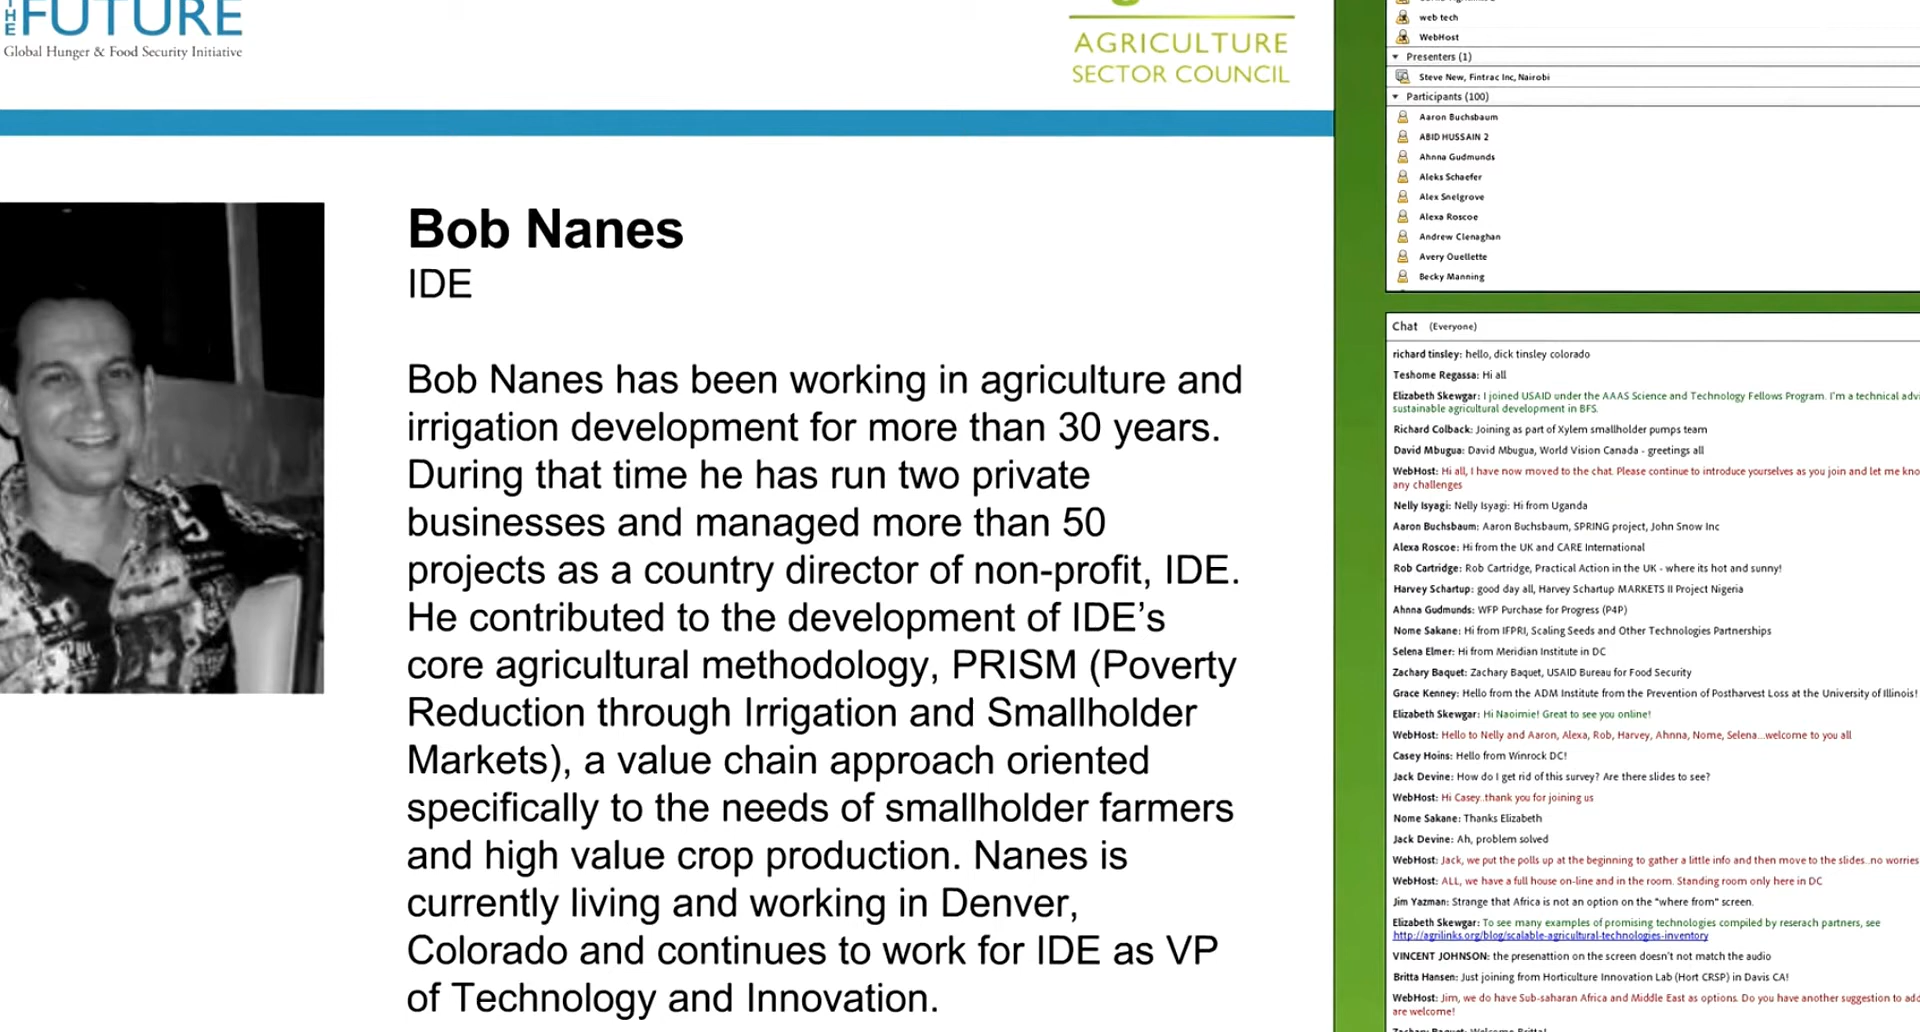 THE
FUTURE
Global Hunger & Food Security Initiative
AGRICULTURE
SECTOR COUNCIL
Bob Nanes
IDE
Bob Nanes has been working in agriculture and
irrigation development for more than 30 years.
During that time he has run two private
businesses and managed more than 50
projects as a country director of non-profit, IDE.
He contributed to the development of IDE’s
core agricultural methodology, PRISM (Poverty
Reduction through Irrigation and Smallholder
Markets), a value chain approach oriented
specifically to the needs of smallholder farmers
and high value crop production. Nanes is
currently living and working in Denver,
Colorado and continues to work for IDE as VP
of Technology and Innovation.
web tech
WebHost
Presenters (1)
Steve New, Fintrac Inc, Nairobi
Participants (100)
Aaron Buchsbaum
ABID HUSSAIN 2
Ahnna Gudmunds
Aleks Schaefer
Alex Snelgrove
Alexa Roscoe
Andrew Clenaghan
Avery Ouellette
Becky Manning
Chat (Everyone)
richard tinsley: hello, dick tinsley colorado
Teshome Regassa: Hi all
Elizabeth Skewgar: I joined USAID under the AAAS Science and Technology Fellows Program. I'm a technical
sustainable agricultural development in BFS.
Richard Colback: Joining as part of Xylem smallholder pumps team
David Mbugua: David Mbugua, World Vision Canada - greetings all
WebHost: Hi all, I have now moved to the chat. Please continue to introduce yourselves as you join and let me
any challenges
Nelly Isyagi: Nelly Isyagi: Hi from Uganda
Aaron Buchsbaum: Aaron Buchsbaum, SPRING project, John Snow Inc
Alexa Roscoe: Hi from the UK and CARE International
Rob Cartridge: Rob Cartridge, Practical Action in the UK - where its hot and sunny!
Harvey Schartup: good day all, Harvey Schartup MARKETS II Project Nigeria
Ahnna Gudmunds: WFP Purchase for Progress (P4P)
Nome Sakane: Hi from IFPRI, Scaling Seeds and Other Technologies Partnerships
Selena Elmer: Hi from Meridian Institute in DC
Zachary Baquet: Zachary Baquet, USAID Bureau for Food Security
Grace Kenney: Hello from the ADM Institute from the Prevention of Postharvest Loss at the University of Illinois!
Elizabeth Skewgar: Hi Naoimie! Great to see you online!
WebHost: Hello to Nelly and Aaron, Alexa, Rob, Harvey, Ahnna, Nome, Selena...welcome to you all
Casey Hoins: Hello from Winrock DC!
Jack Devine: How do I get rid of this survey? Are there slides to see?
WebHost: Hi Casey..thank you for joining us
Nome Sakane: Thanks Elizabeth
Jack Devine: Ah, problem solved
WebHost: Jack, we put the polls up at the beginning to gather a little info and then move to the slides..no worries
WebHost: ALL, we have a full house on-line and in the room. Standing room only here in DC
Jim Yazman: Strange that Africa is not an option on the "where from" screen.
Elizabeth Skewgar: To see many examples of promising technologies compiled by reserach partners, see
http://agrilinks.org/blog/scalable-agricultural-technologies-inventory
VINCENT JOHNSON: the presenattion on the screen doesn't not match the audio
Britta Hansen: Just joining from Horticulture Innovation Lab (Hort CRSP) in Davis CA!
WebHost: Jim, we do have Sub-saharan Africa and Middle East as options. Do you have another suggestion to
are welcome!
Zachary Baquet: Welcome Britta!